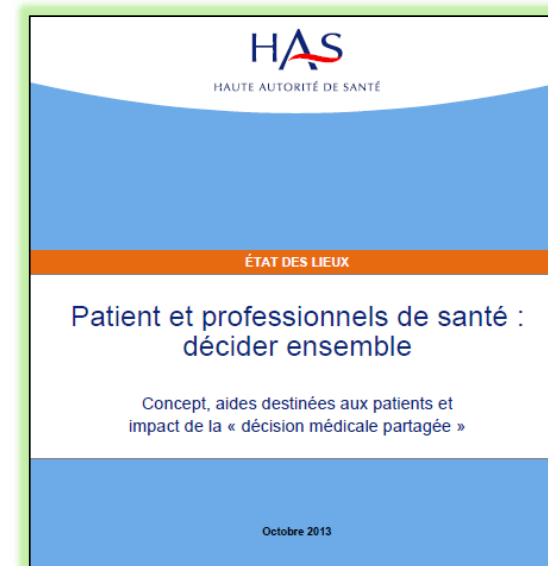 HAS
HAUTE AUTORITÉ DE SANTÉ
ÉTAT DES LIEUX
Patient et professionnels de santé :
décider ensemble
Concept, aides destinées aux patients et
impact de la « décision médicale partagée »
Octobre 2013